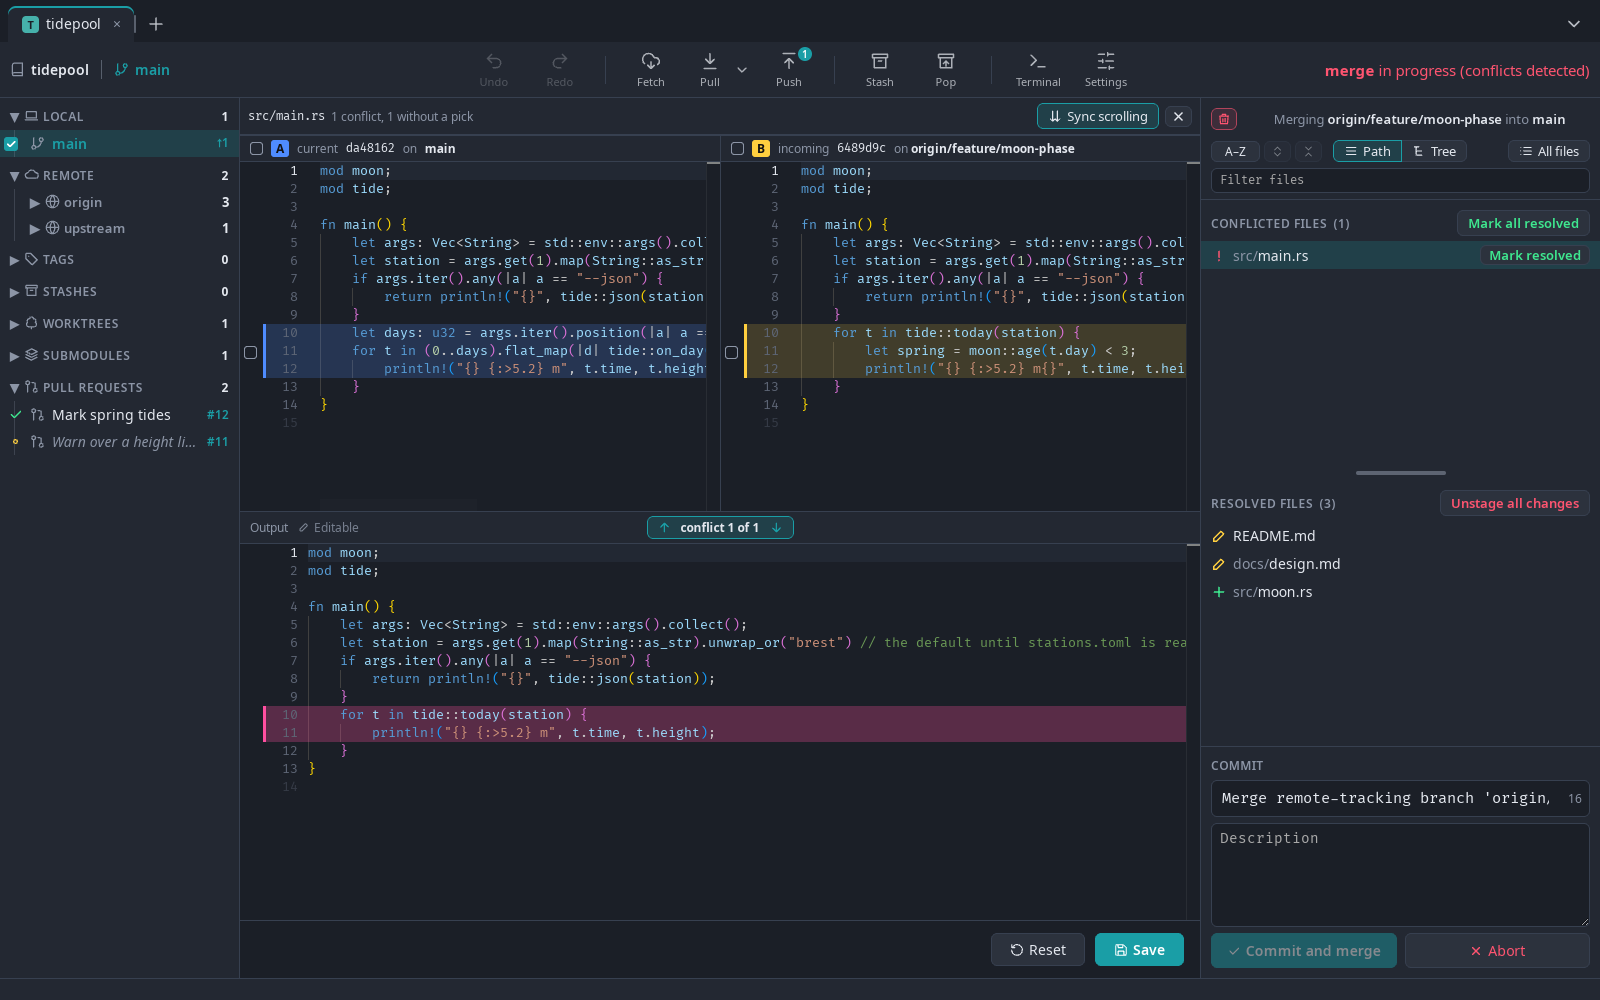 T tidepool × +
tidepool main
Undo Redo Fetch Pull Push 1 Stash Pop Terminal Settings
merge in progress (conflicts detected)
LOCAL 1
main ↑1
REMOTE 2
origin 3
upstream 1
TAGS 0
STASHES 0
WORKTREES 1
SUBMODULES 1
PULL REQUESTS 2
Mark spring tides #12
Warn over a height li... #11
src/main.rs 1 conflict, 1 without a pick
Sync scrolling
A current da48162 on main
1 mod moon;
2 mod tide;
3
4 fn main() {
5 let args: Vec<String> = std::env::args().coll
6 let station = args.get(1).map(String::as_str
7 if args.iter().any(|a| a == "--json") {
8 return println!("{}", tide::json(station
9 }
10 let days: u32 = args.iter().position(|a| a ==
11 for t in (0..days).flat_map(|d| tide::on_day
12 println!("{} {:>5.2} m", t.time, t.height
13 }
14 }
15
B incoming 6489d9c on origin/feature/moon-phase
1 mod moon;
2 mod tide;
3
4 fn main() {
5 let args: Vec<String> = std::env::args().col
6 let station = args.get(1).map(String::as_str
7 if args.iter().any(|a| a == "--json") {
8 return println!("{}", tide::json(station
9 }
10 for t in tide::today(station) {
11 let spring = moon::age(t.day) < 3;
12 println!("{} {:>5.2} m{}", t.time, t.hei
13 }
14 }
15
Output Editable
conflict 1 of 1
1 mod moon;
2 mod tide;
3
4 fn main() {
5 let args: Vec<String> = std::env::args().collect();
6 let station = args.get(1).map(String::as_str).unwrap_or("brest") // the default until stations.toml is rea
7 if args.iter().any(|a| a == "--json") {
8 return println!("{}", tide::json(station));
9 }
10 for t in tide::today(station) {
11 println!("{} {:>5.2} m", t.time, t.height);
12 }
13 }
14
Reset Save
Merging origin/feature/moon-phase into main
A-Z Path Tree All files
Filter files
CONFLICTED FILES (1) Mark all resolved
! src/main.rs Mark resolved
RESOLVED FILES (3) Unstage all changes
README.md
docs/design.md
src/moon.rs
COMMIT
Merge remote-tracking branch 'origin/ 16
Description
Commit and merge Abort